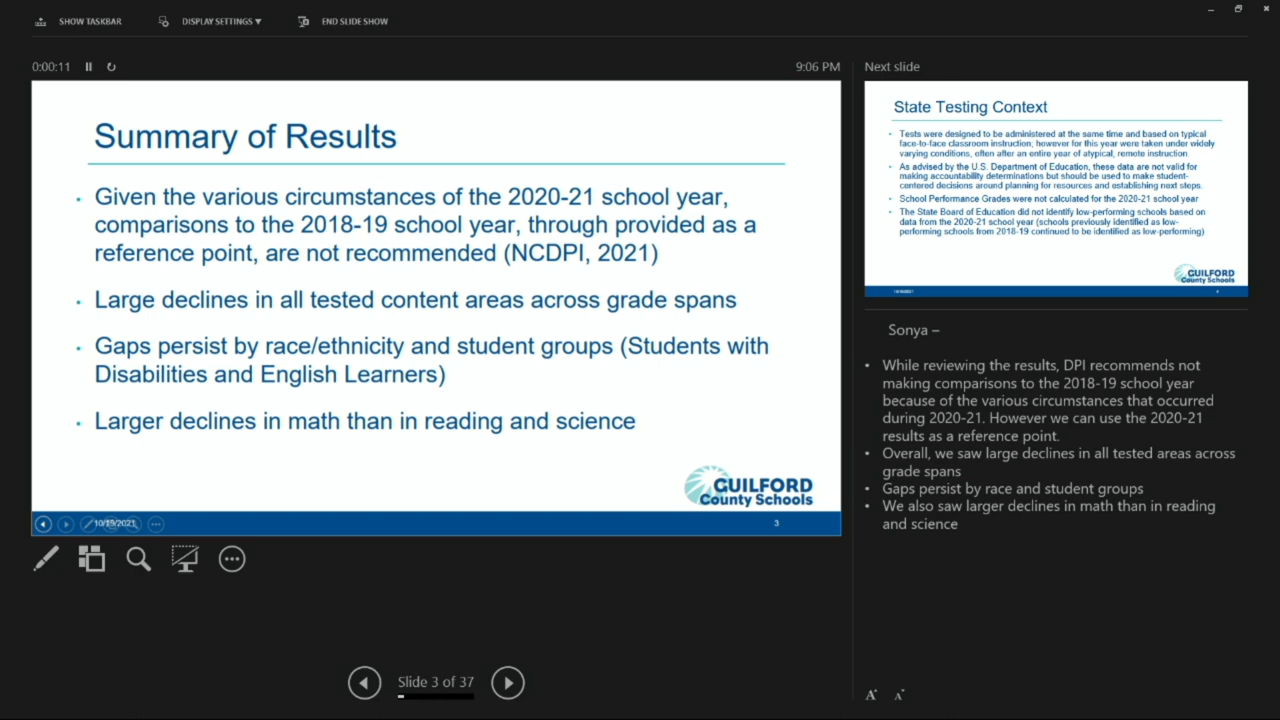 SHOW TASKBAR
DISPLAY SETTINGS ▼
END SLIDE SHOW
0:00:11
9:06 PM
Summary of Results
• Given the various circumstances of the 2020-21 school year,
comparisons to the 2018-19 school year, through provided as a
reference point, are not recommended (NCDPI, 2021)
• Large declines in all tested content areas across grade spans
• Gaps persist by race/ethnicity and student groups (Students with
Disabilities and English Learners)
• Larger declines in math than in reading and science
GUILFORD
County Schools
10/19/2021
3
Slide 3 of 37
Next slide
State Testing Context
• Tests were designed to be administered at the same time and based on typical
face-to-face classroom instruction; however for this year were taken under widely
varying conditions, often after an entire year of atypical, remote instruction
• As advised by the U.S. Department of Education, these data are not valid for
making accountability determinations but should be used to make student-
centered decisions around planning for resources and establishing next steps.
• School Performance Grades were not calculated for the 2020-21 school year
• The State Board of Education did not identify low-performing schools based on
data from the 2020-21 school year (schools previously identified as low-
performing schools from 2018-19 continued to be identified as low-performing)
GUILFORD
County Schools
4
Sonya –
• While reviewing the results, DPI recommends not
making comparisons to the 2018-19 school year
because of the various circumstances that occurred
during 2020-21. However we can use the 2020-21
results as a reference point.
• Overall, we saw large declines in all tested areas across
grade spans
• Gaps persist by race and student groups
• We also saw larger declines in math than in reading
and science
A A